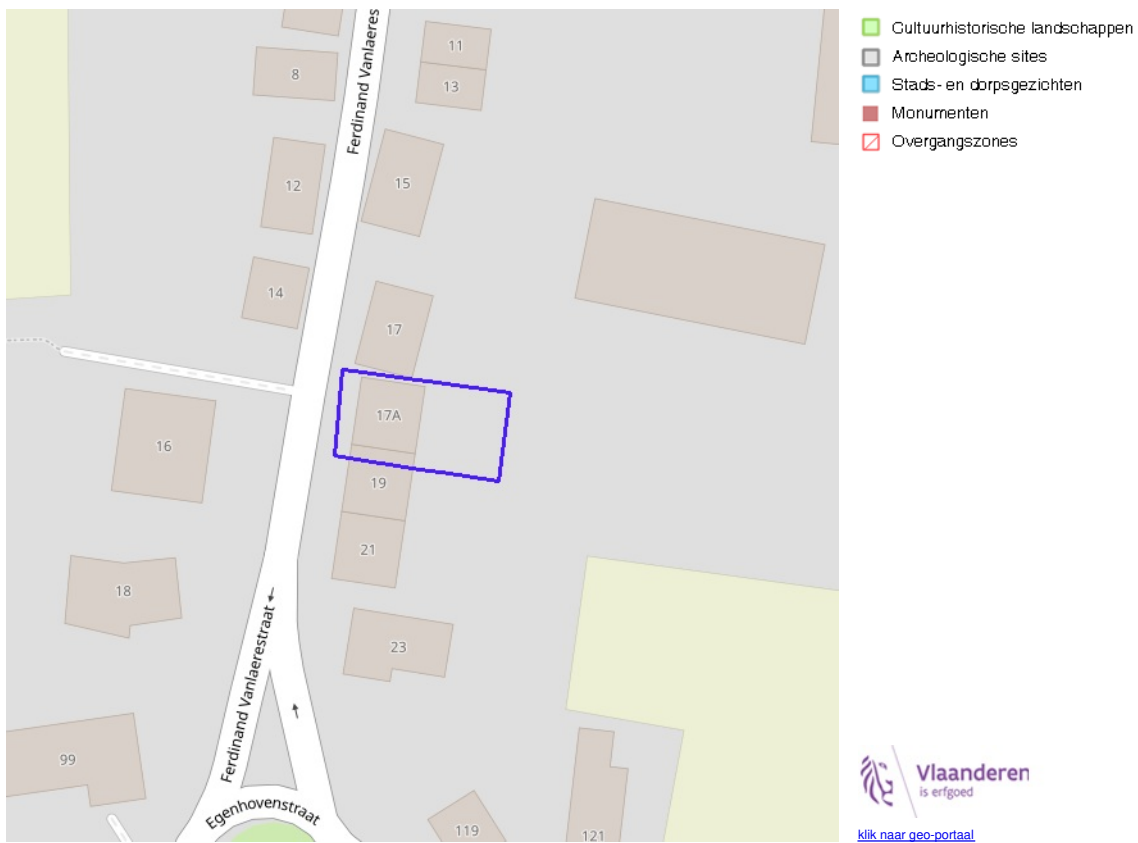 Cultuurhistorische landschappen
Archeologische sites
Stads- en dorpsgezichten
Monumenten
Overgangszones
Ferdinand Vanlaeres
11
8
13
12
15
14
17
17A
16
19
21
18
23
Ferdinand Vanlaerestraat
99
Egenhovenstraat
119
121
Vlaanderen
is erfgoed
klik naar geo-portaal